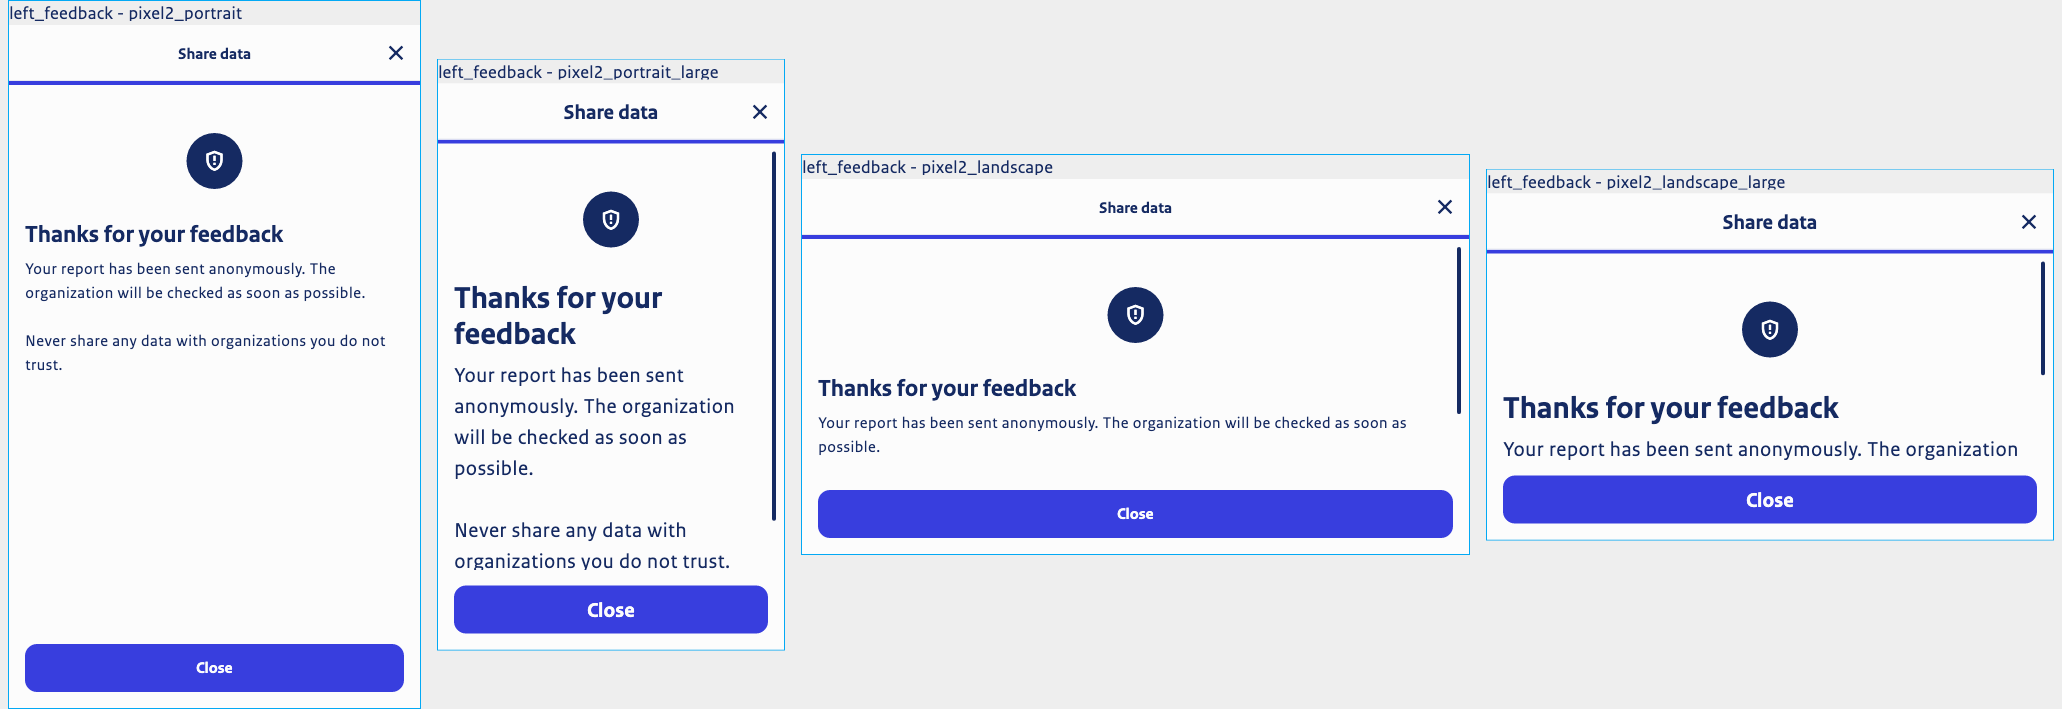 left_feedback - pixel2_portrait
Share data
Thanks for your feedback
Your report has been sent anonymously. The
organization will be checked as soon as possible.
Never share any data with organizations you do not
trust.
Close
left_feedback - pixel2_portrait_large
Share data
Thanks for your
feedback
Your report has been sent
anonymously. The organization
will be checked as soon as
possible.
Never share any data with
organizations you do not trust.
Close
left_feedback - pixel2_landscape
Share data
Thanks for your feedback
Your report has been sent anonymously. The organization will be checked as soon as
possible.
Close
left_feedback - pixel2_landscape_large
Share data
Thanks for your feedback
Your report has been sent anonymously. The organization
Close